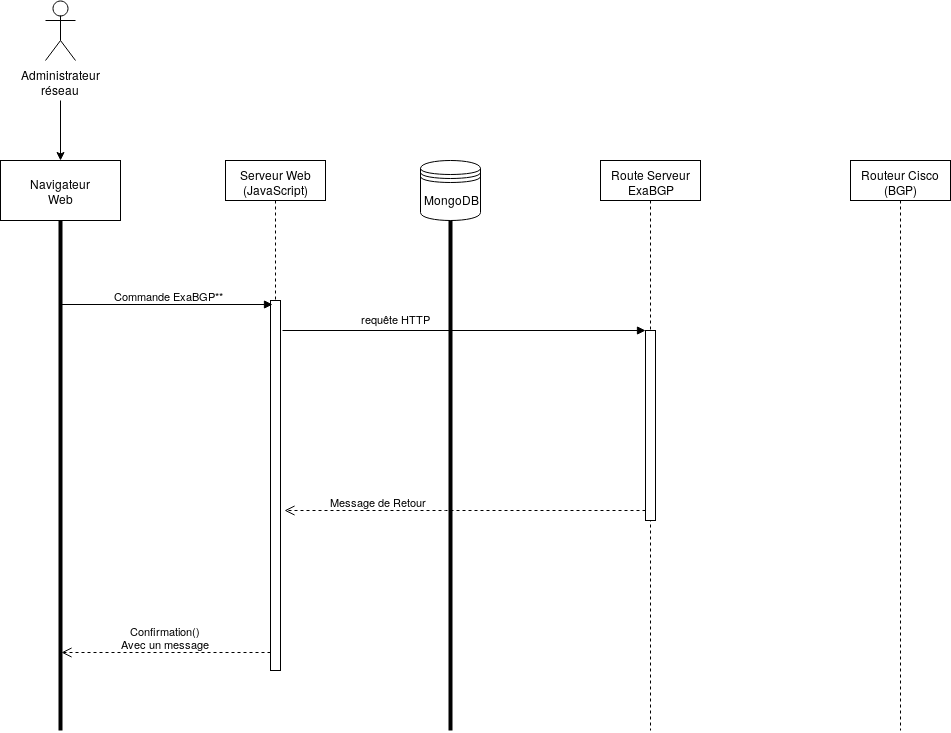 Administrateur
réseau
Navigateur
Web
Serveur Web
(JavaScript)
MongoDB
Route Serveur
ExaBGP
Routeur Cisco
(BGP)
Commande ExaBGP**
requête HTTP
Message de Retour
Confirmation()
Avec un message